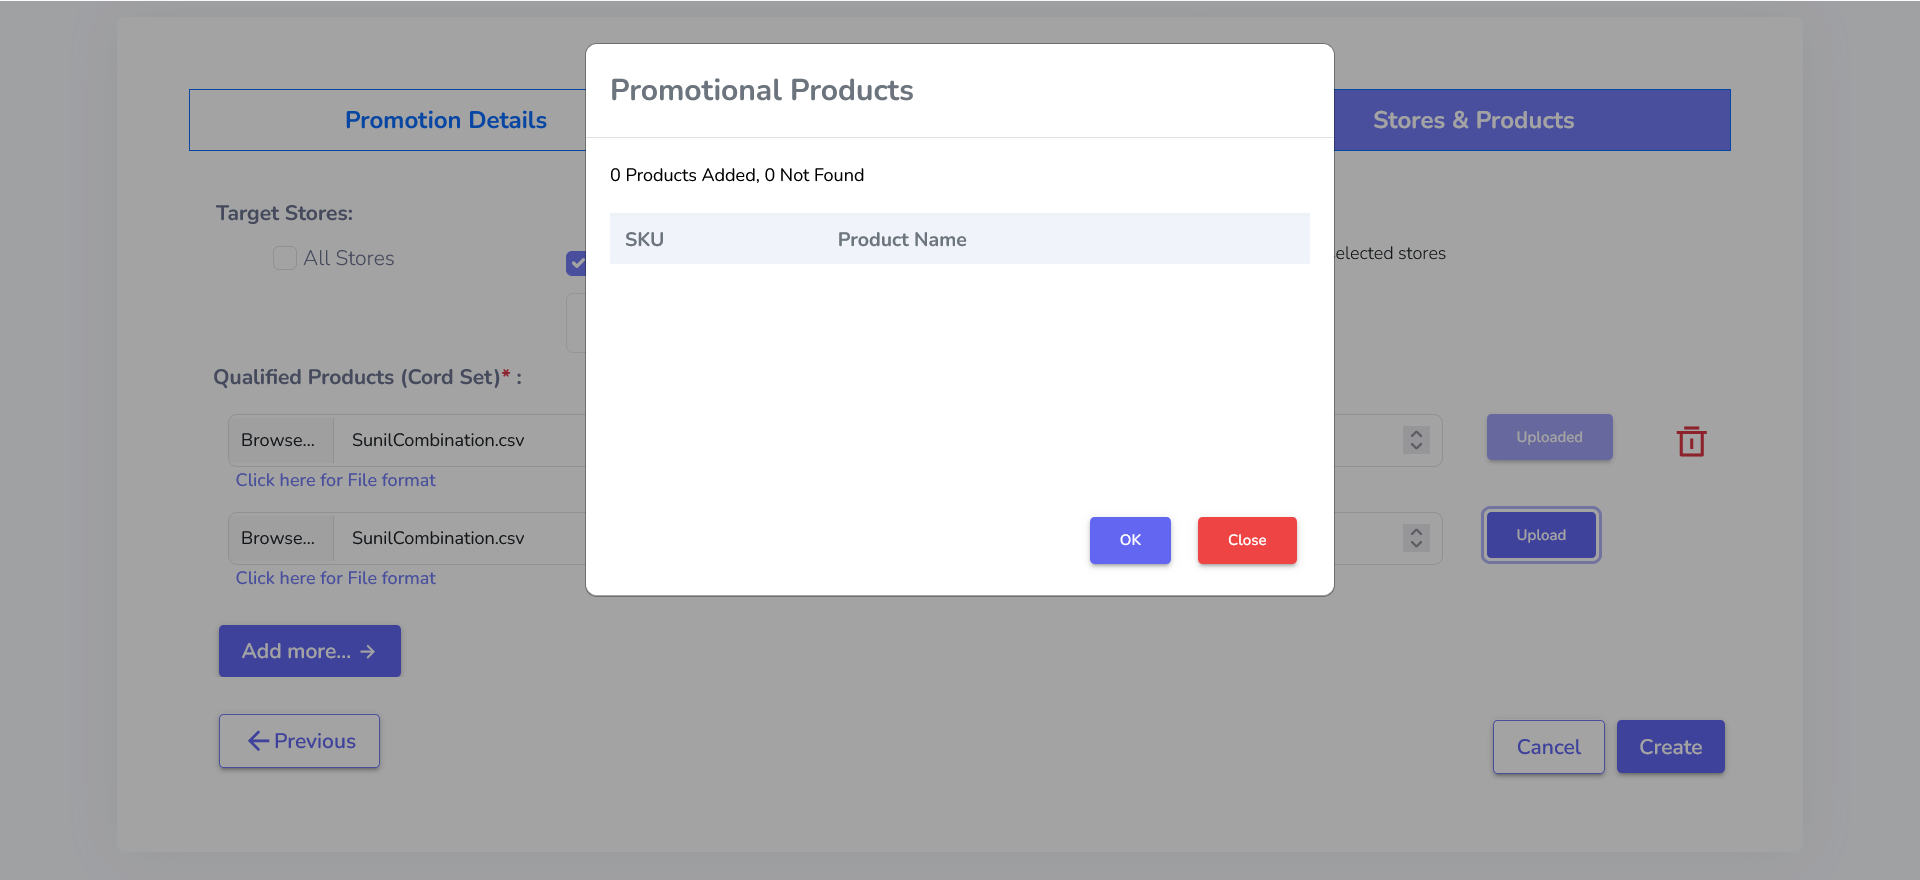 Promotional Products
Promotion Details
Stores & Products
0 Products Added, 0 Not Found
Target Stores:
SKU
Product Name
All Stores
elected stores
Qualified Products (Cord Set)* :
Browse...
SunilCombination.csv
Uploaded
Click here for File format
Browse...
SunilCombination.csv
Upload
OK
Close
Click here for File format
Add more...
Previous
Cancel
Create